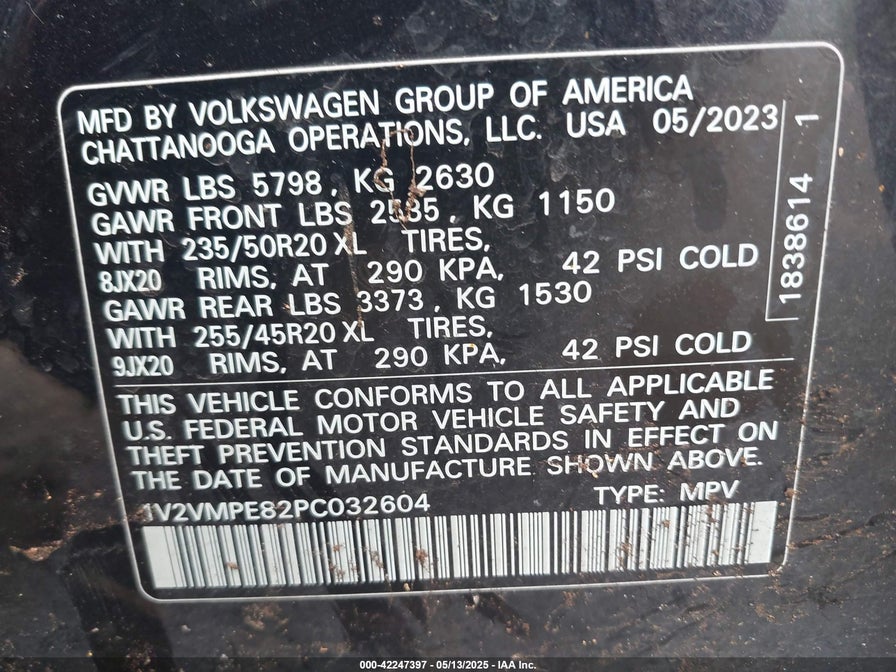 MFD BY VOLKSWAGEN GROUP OF AMERICA
CHATTANOOGA OPERATIONS, LLC. USA 05/2023
GVWR LBS 5798, KG 2630
GAWR FRONT LBS 2535, KG 1150
WITH 235/50R20 XL TIRES,
8JX20 RIMS, AT 290 KPA, 42 PSI COLD
GAWR REAR LBS 3373, KG 1530
WITH 255/45R20 XL TIRES,
9JX20 RIMS, AT 290 KPA, 42 PSI COLD
1838614 1
THIS VEHICLE CONFORMS TO ALL APPLICABLE
U.S. FEDERAL MOTOR VEHICLE SAFETY AND
THEFT PREVENTION STANDARDS IN EFFECT ON
THE DATE OF MANUFACTURE SHOWN ABOVE.
1V2VMPE82PC032604 TYPE: MPV
000-42247397 - 05/13/2025 - IAA Inc.